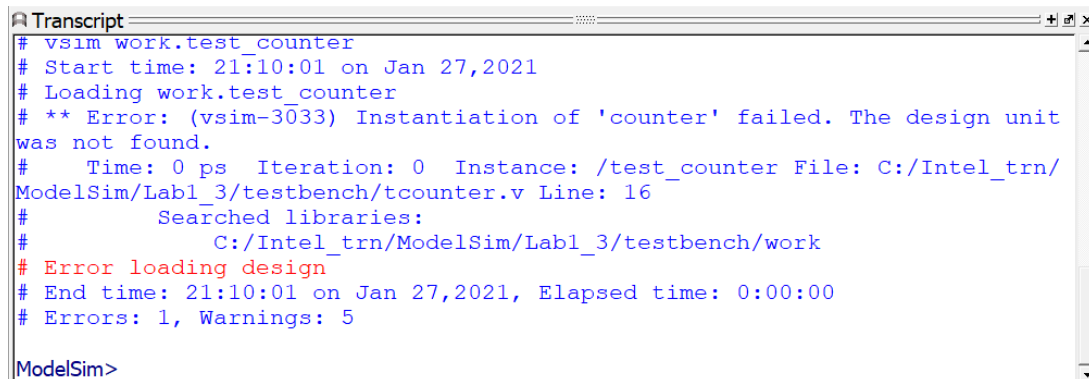 Transcript
# vsim work.test_counter
# Start time: 21:10:01 on Jan 27,2021
# Loading work.test_counter
# ** Error: (vsim-3033) Instantiation of 'counter' failed. The design unit
was not found.
#    Time: 0 ps  Iteration: 0  Instance: /test_counter File: C:/Intel_trn/
ModelSim/Lab1_3/testbench/tcounter.v Line: 16
#         Searched libraries:
#             C:/Intel_trn/ModelSim/Lab1_3/testbench/work
# Error loading design
# End time: 21:10:01 on Jan 27,2021, Elapsed time: 0:00:00
# Errors: 1, Warnings: 5
ModelSim>